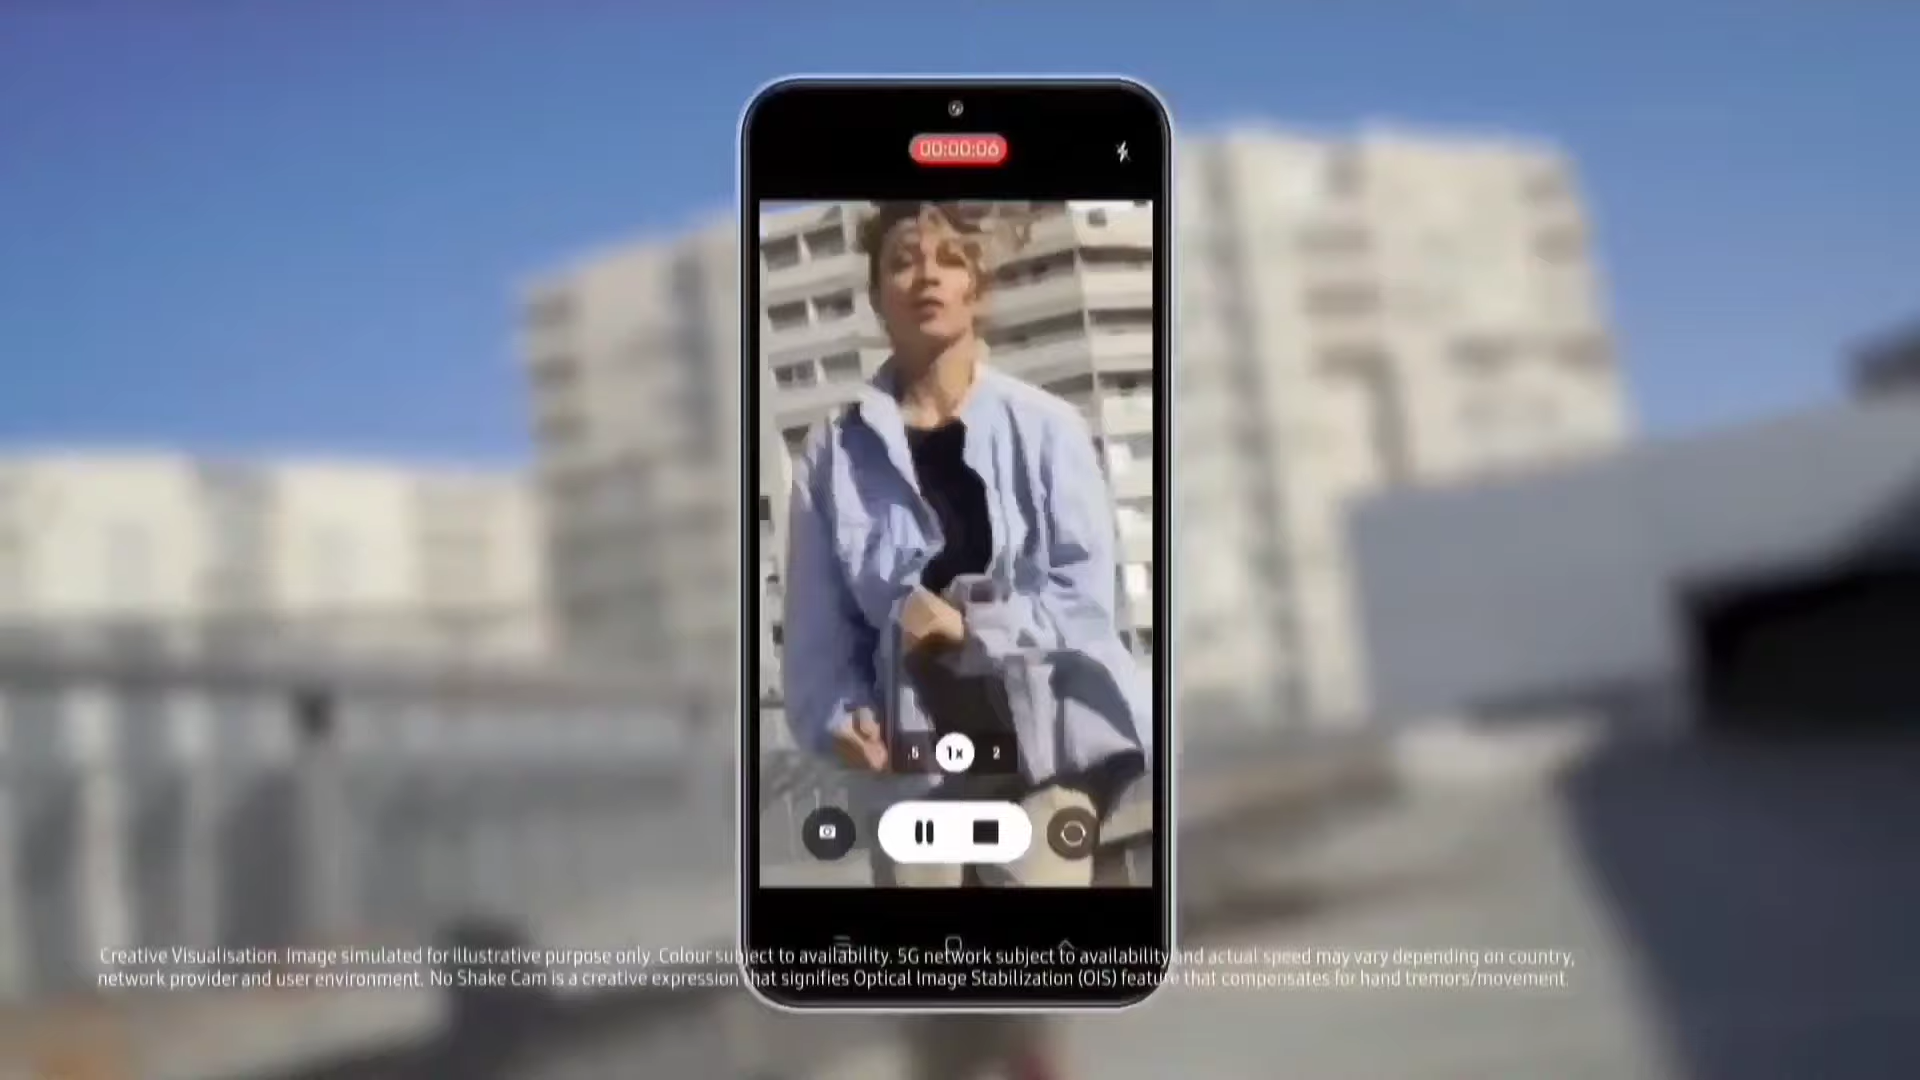 00:00:06
.5 1x 2
Creative Visualisation. Image simulated for illustrative purpose only. Colour subject to availability. 5G network subject to availability and actual speed may vary depending on country,
network provider and user environment. No Shake Cam is a creative expression that signifies Optical Image Stabilization (OIS) feature that compensates for hand tremors/movement.